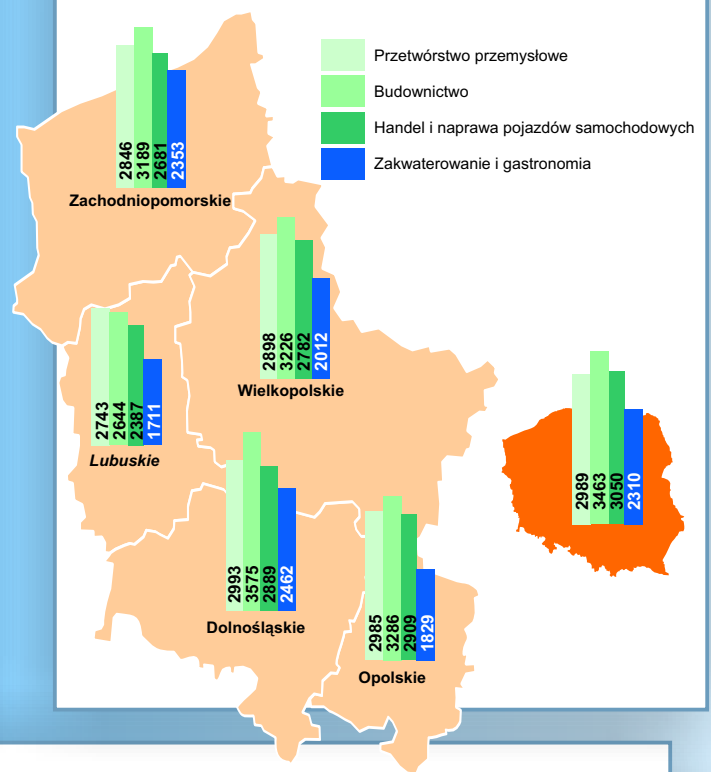 Przetwórstwo przemysłowe
Budownictwo
Handel i naprawa pojazdów samochodowych
Zakwaterowanie i gastronomia
2846
3189
2681
2353
Zachodniopomorskie
2898
3226
2782
2012
Wielkopolskie
2743
2644
2387
1711
Lubuskie
2989
3463
3050
2310
2993
3575
2889
2462
Dolnośląskie
2985
3286
2909
1829
Opolskie